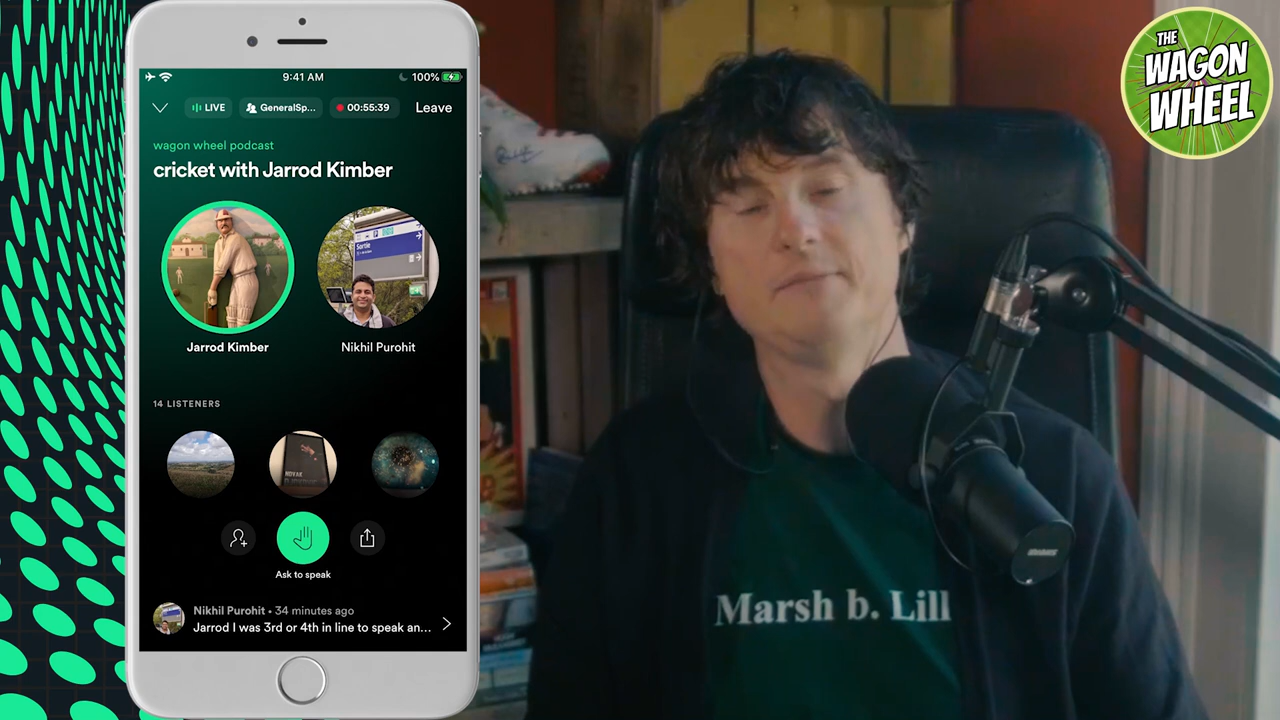 9:41 AM
100%
LIVE
GeneralSp...
00:55:39
Leave
wagon wheel podcast
cricket with Jarrod Kimber
Sortie
Jarrod Kimber
Nikhil Purohit
14 LISTENERS
NOVAK
Ask to speak
Nikhil Purohit • 34 minutes ago
Jarrod I was 3rd or 4th in line to speak an...
THE
WAGON
WHEEL
Marsh b. Lill